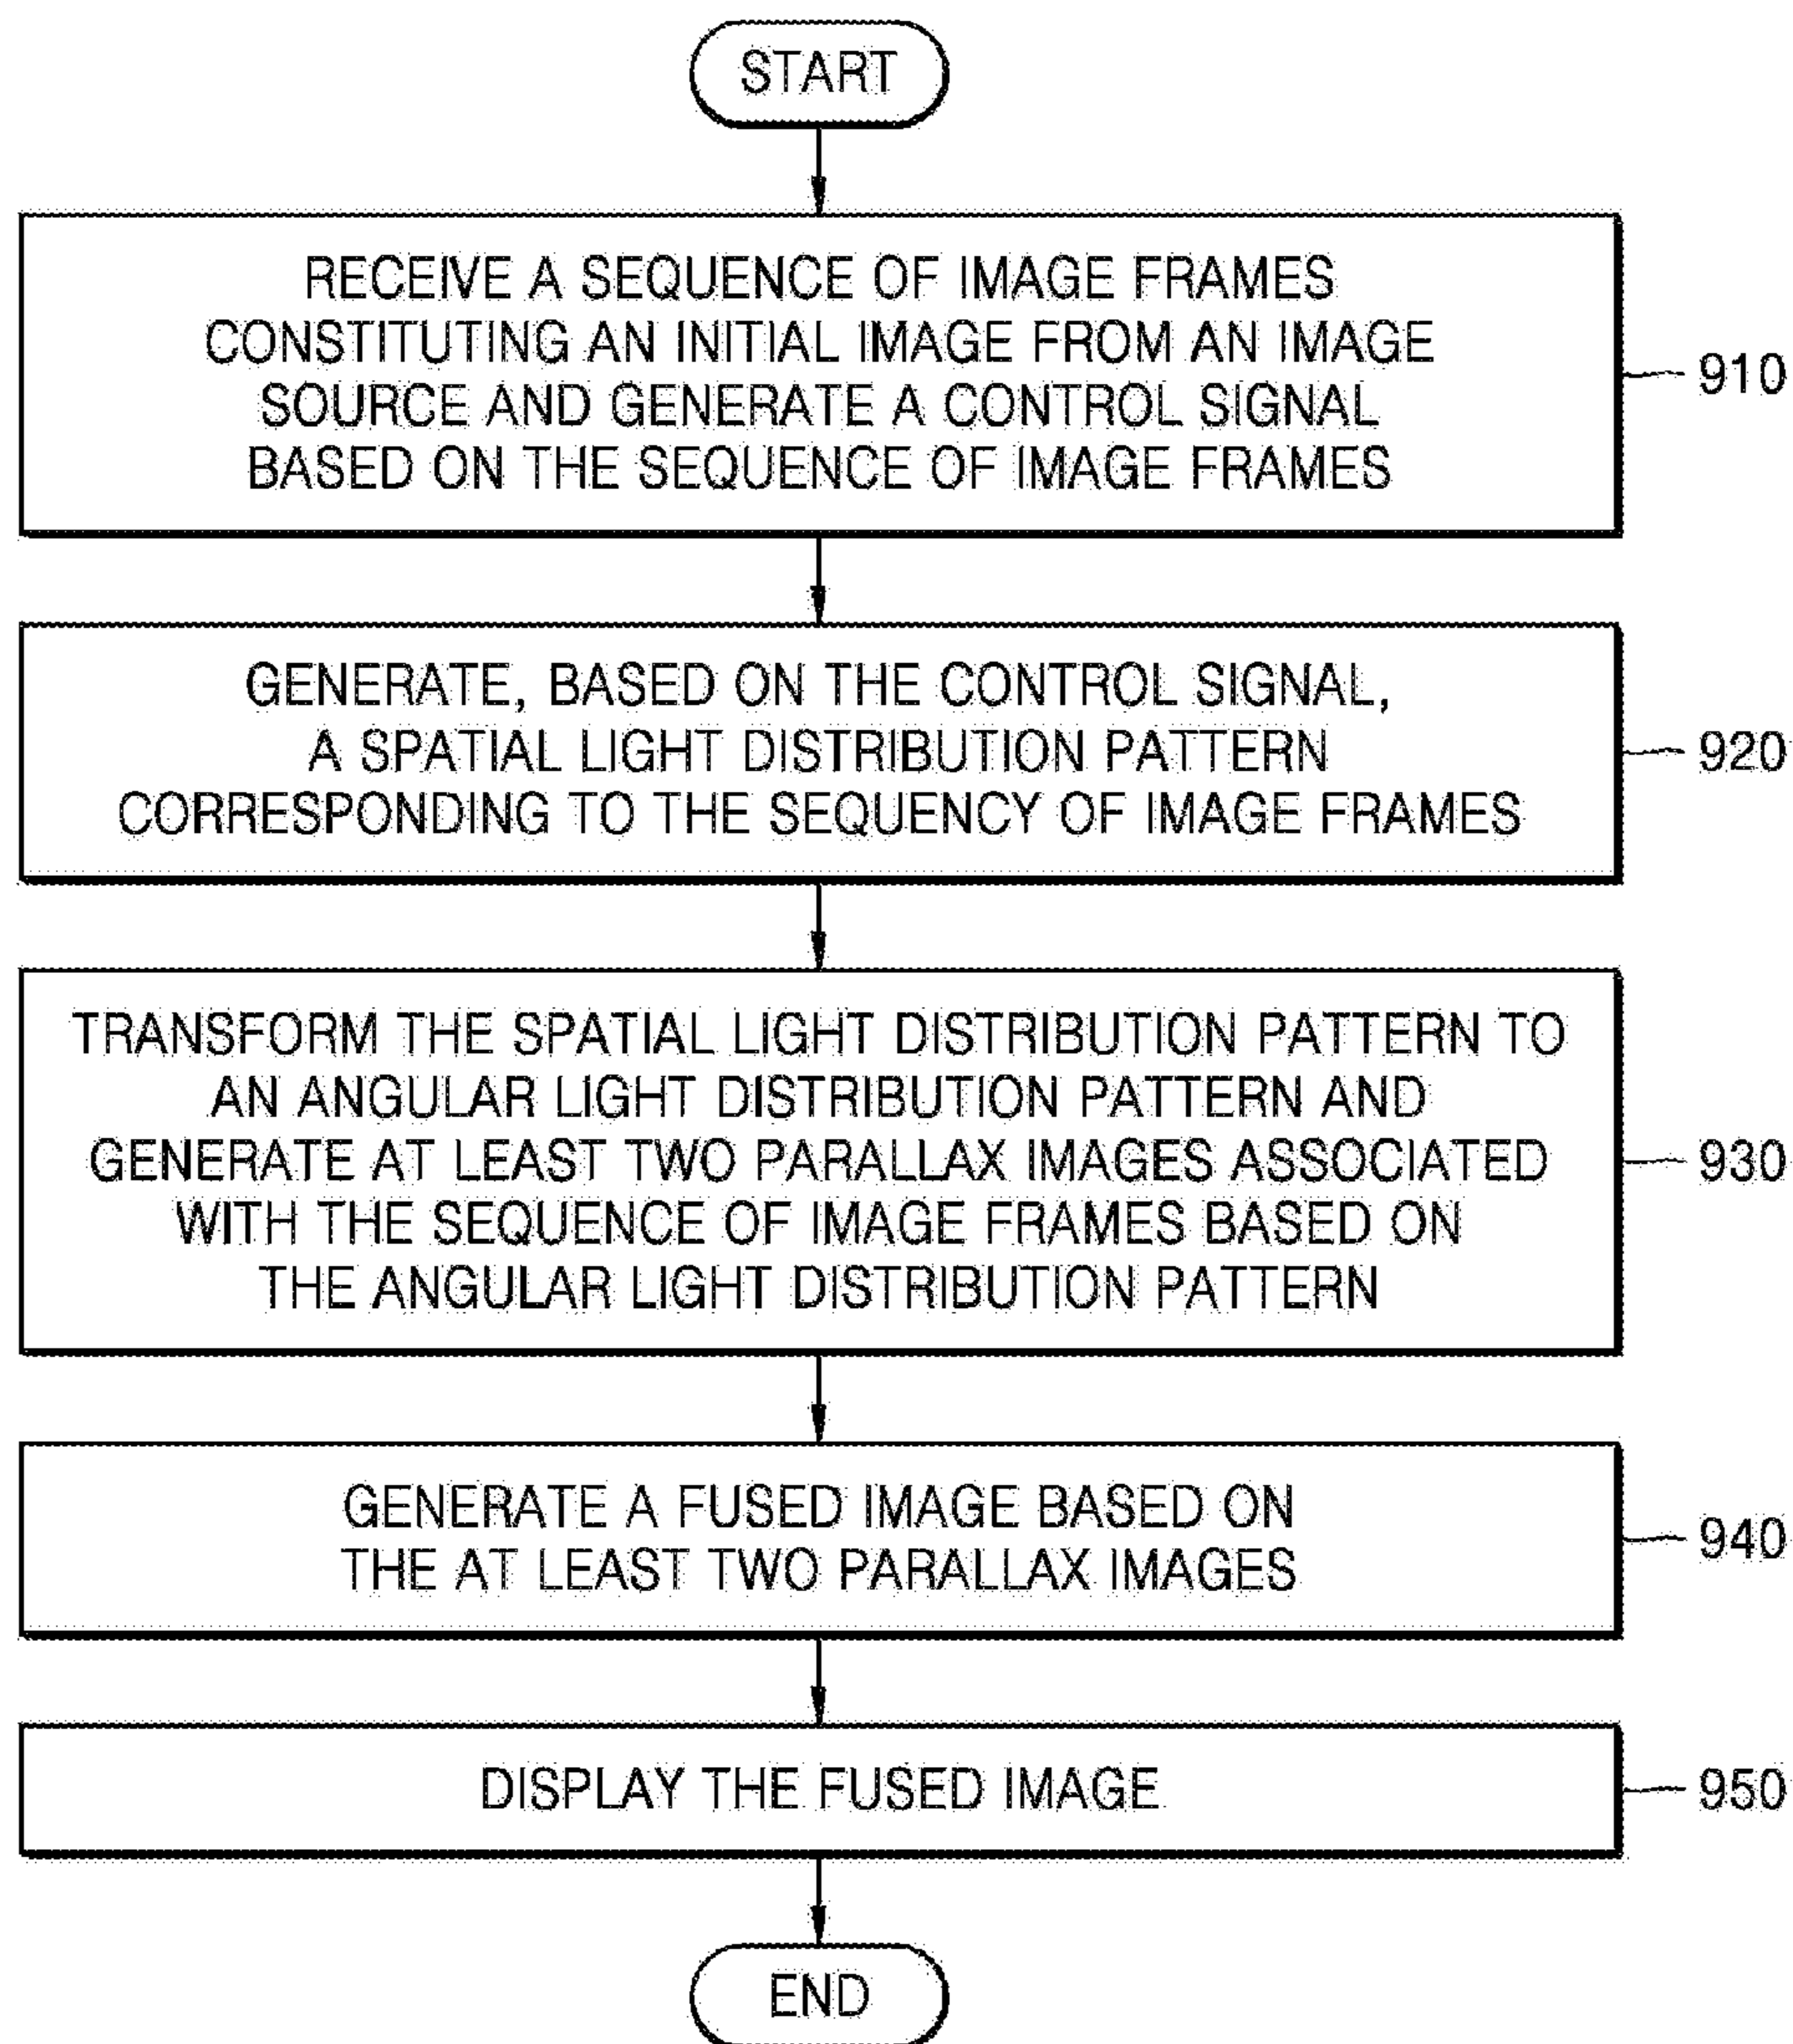 START
RECEIVE A SEQUENCE OF IMAGE FRAMES
CONSTITUTING AN INITIAL IMAGE FROM AN IMAGE
SOURCE AND GENERATE A CONTROL SIGNAL
BASED ON THE SEQUENCE OF IMAGE FRAMES
910
GENERATE, BASED ON THE CONTROL SIGNAL,
A SPATIAL LIGHT DISTRIBUTION PATTERN
CORRESPONDING TO THE SEQUENCY OF IMAGE FRAMES
920
TRANSFORM THE SPATIAL LIGHT DISTRIBUTION PATTERN TO
AN ANGULAR LIGHT DISTRIBUTION PATTERN AND
GENERATE AT LEAST TWO PARALLAX IMAGES ASSOCIATED
WITH THE SEQUENCE OF IMAGE FRAMES BASED ON
THE ANGULAR LIGHT DISTRIBUTION PATTERN
930
GENERATE A FUSED IMAGE BASED ON
THE AT LEAST TWO PARALLAX IMAGES
940
DISPLAY THE FUSED IMAGE
950
END